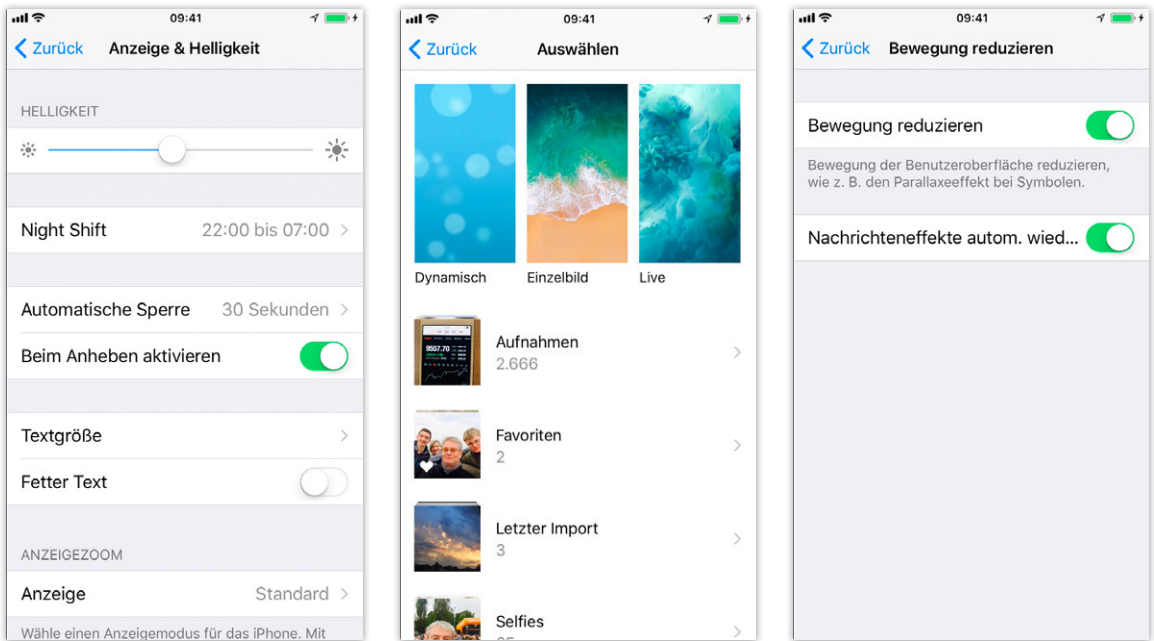 09:41
Zurück
Anzeige & Helligkeit
HELLIGKEIT
Night Shift
22:00 bis 07:00
Automatische Sperre
30 Sekunden
Beim Anheben aktivieren
Textgröße
Fetter Text
ANZEIGEZOOM
Anzeige
Standard
Wähle einen Anzeigemodus für das iPhone. Mit
09:41
Zurück
Auswählen
Dynamisch
Einzelbild
Live
9557.70
Aufnahmen
2.666
Favoriten
2
Letzter Import
3
Selfies
09:41
Zurück
Bewegung reduzieren
Bewegung reduzieren
Bewegung der Benutzeroberfläche reduzieren,
wie z. B. den Parallaxeeffekt bei Symbolen.
Nachrichteneffekte autom. wied...